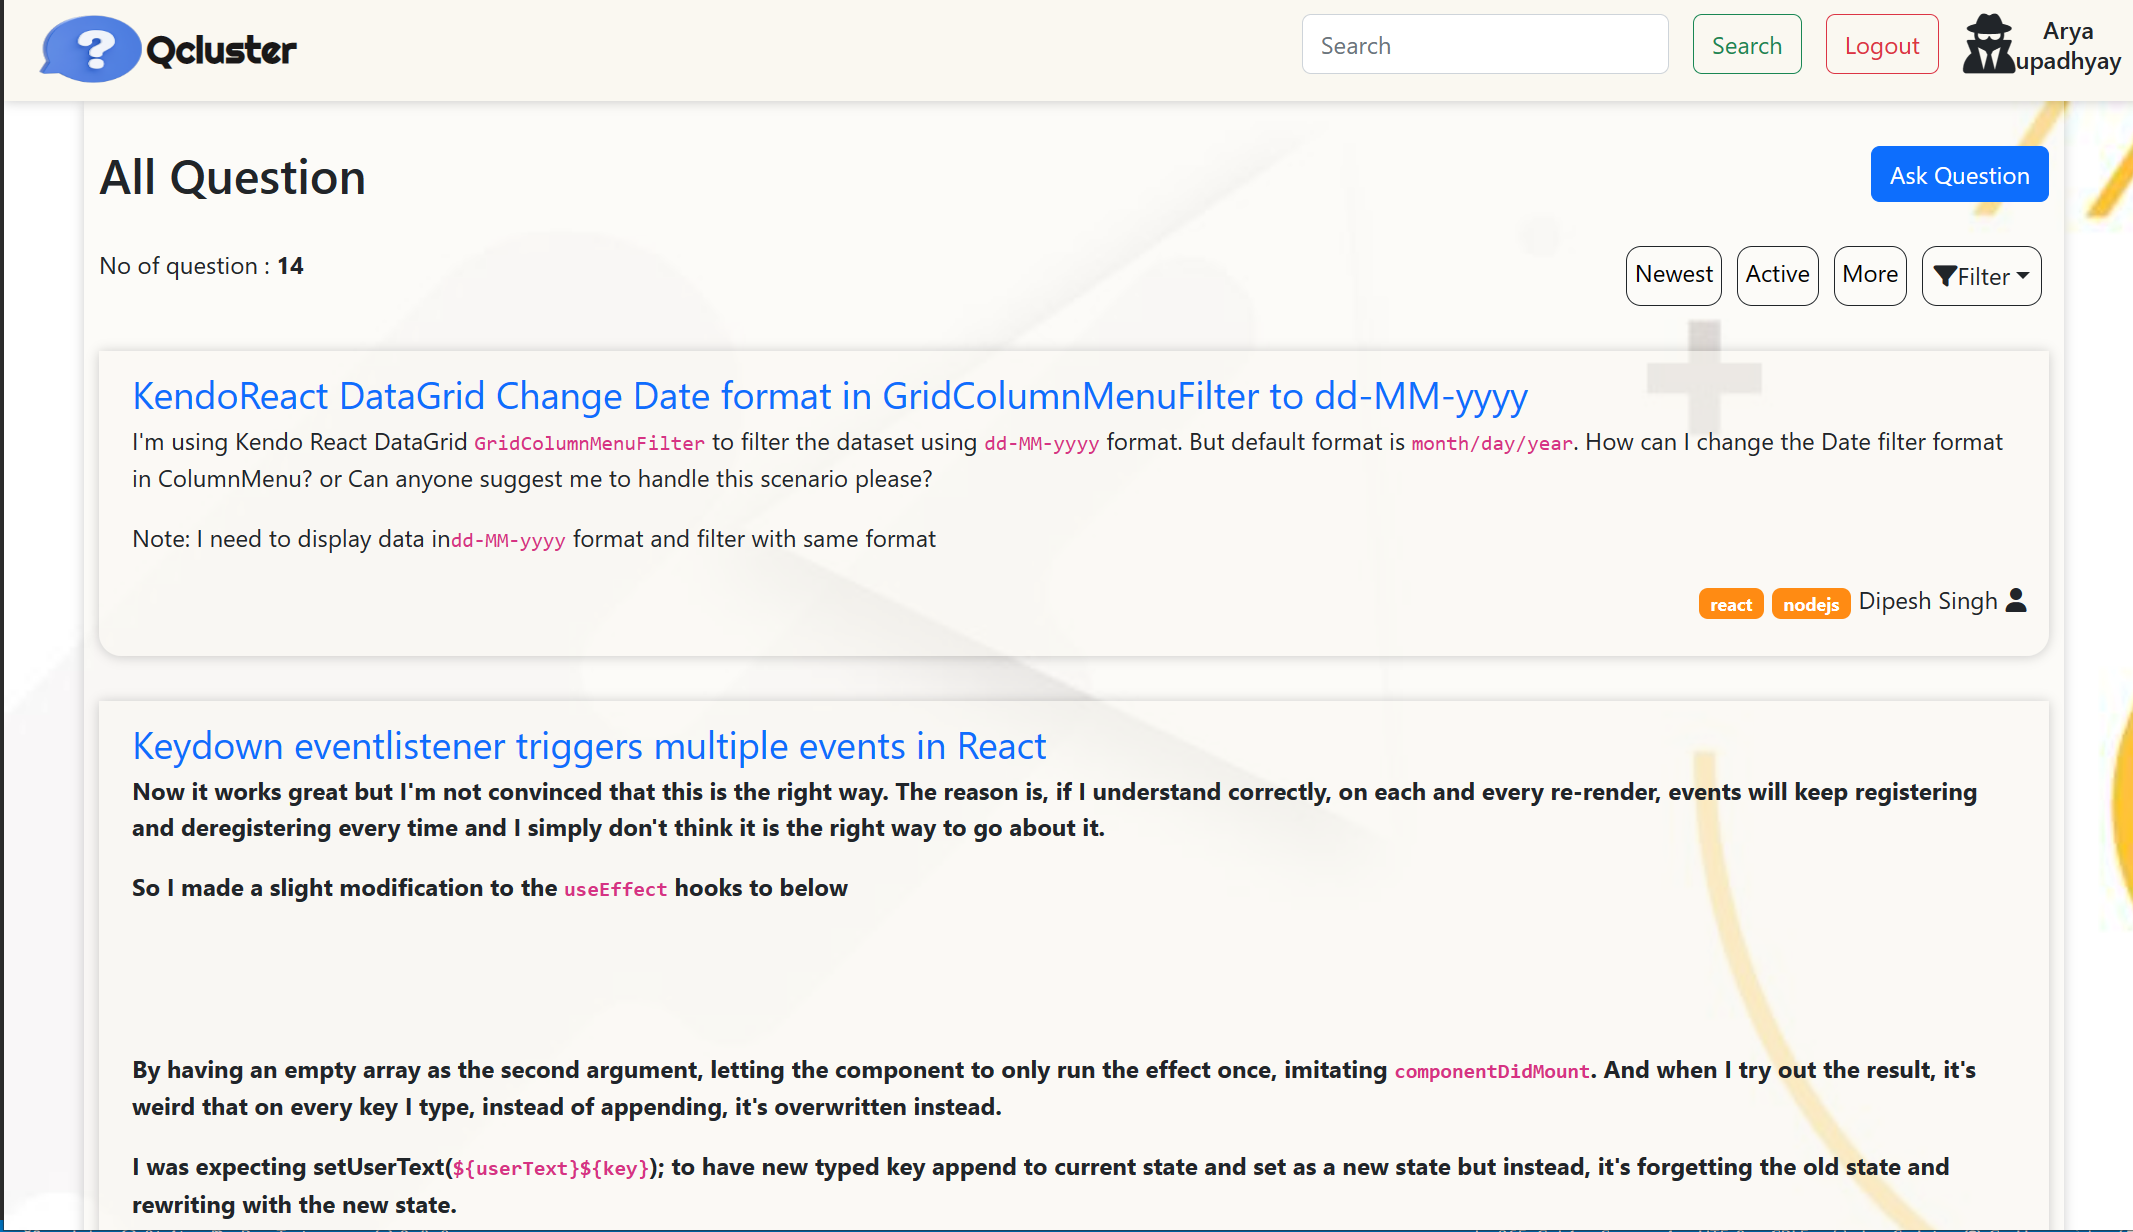 Qcluster
Search
Search
Logout
Arya
upadhyay
All Question
Ask Question
No of question : 14
Newest
Active
More
Filter
KendoReact DataGrid Change Date format in GridColumnMenuFilter to dd-MM-yyyy
I'm using Kendo React DataGrid GridColumnMenuFilter to filter the dataset using dd-MM-yyyy format. But default format is month/day/year. How can I change the Date filter format
in ColumnMenu? or Can anyone suggest me to handle this scenario please?
Note: I need to display data indd-MM-yyyy format and filter with same format
react nodejs Dipesh Singh
Keydown eventlistener triggers multiple events in React
Now it works great but I'm not convinced that this is the right way. The reason is, if I understand correctly, on each and every re-render, events will keep registering
and deregistering every time and I simply don't think it is the right way to go about it.
So I made a slight modification to the useEffect hooks to below
By having an empty array as the second argument, letting the component to only run the effect once, imitating componentDidMount. And when I try out the result, it's
weird that on every key I type, instead of appending, it's overwritten instead.
I was expecting setUserText(${userText}${key}); to have new typed key append to current state and set as a new state but instead, it's forgetting the old state and
rewriting with the new state.